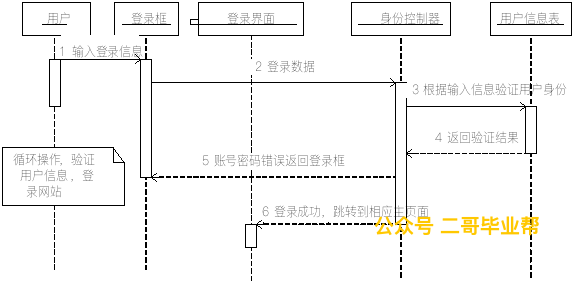 用户
登录框
登录界面
身份控制器
用户信息表
1 输入登录信息
2 登录数据
3 根据输入信息验证用户身份
4 返回验证结果
循环操作，验证
用户信息，登
录网站
5 账号密码错误返回登录框
6 登录成功，跳转到相应主页面
公众号 二哥毕业帮